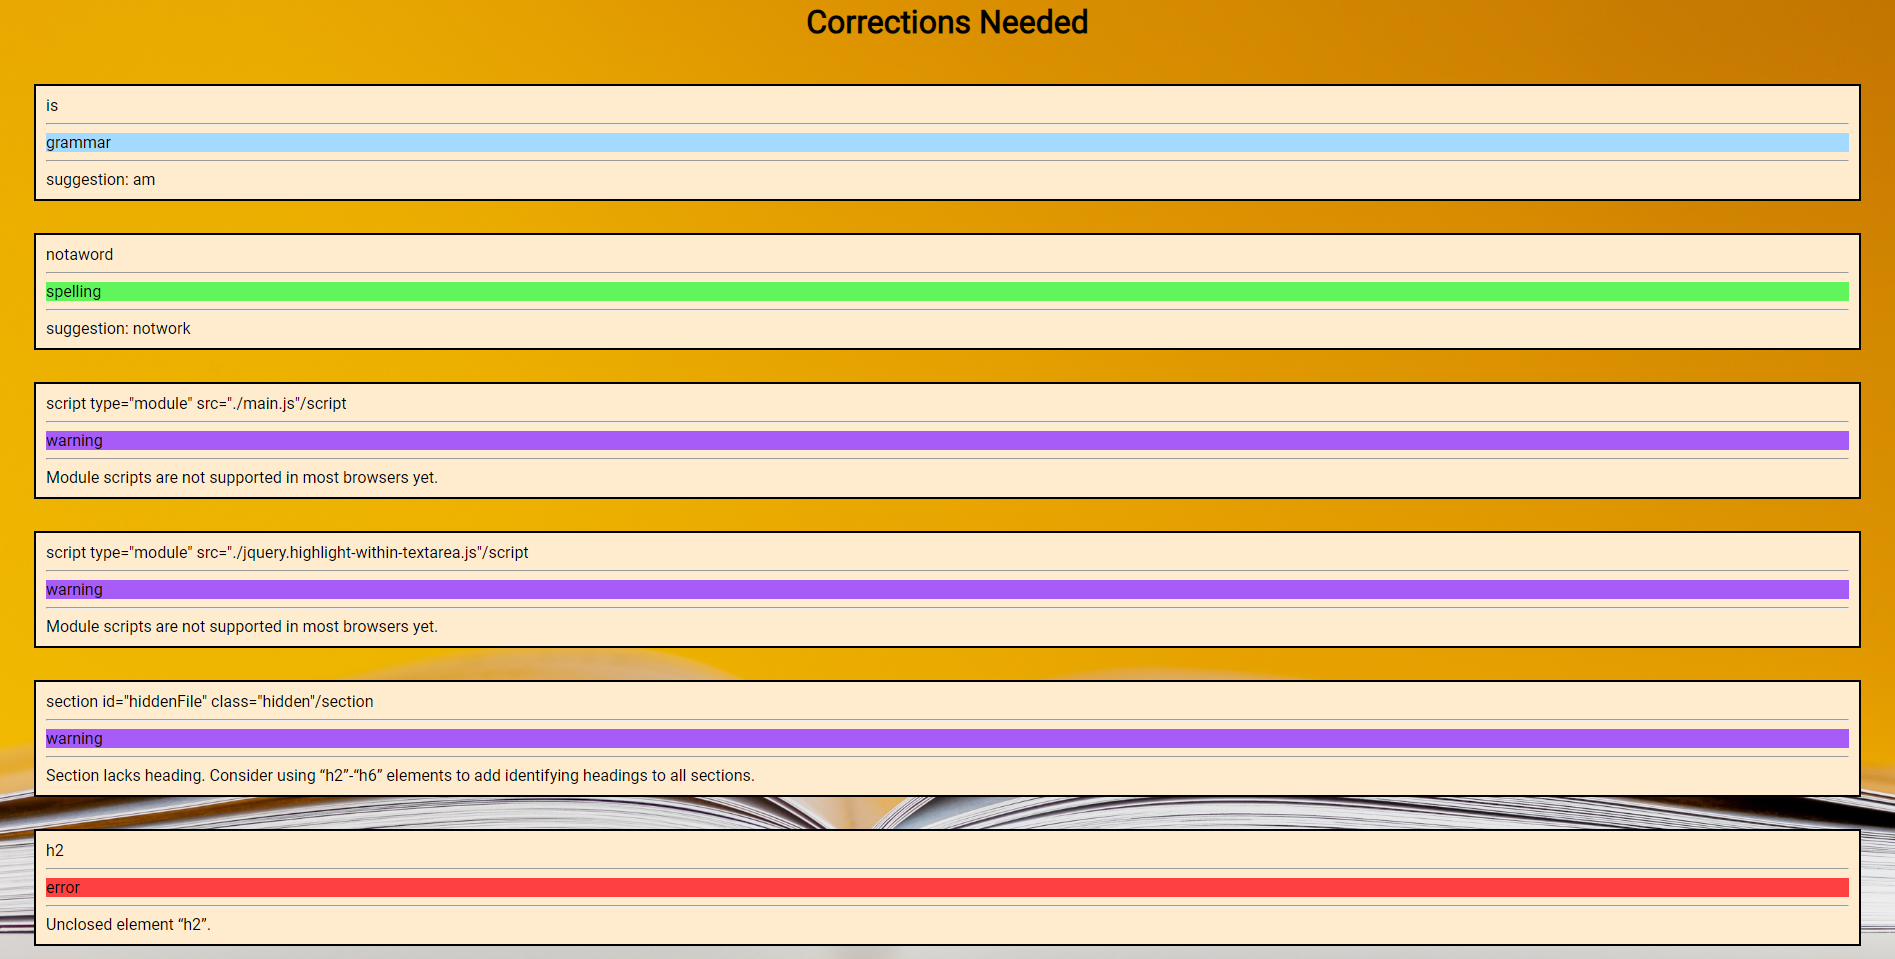 Corrections Needed
is
grammar
suggestion: am
notaword
spelling
suggestion: notwork
script type="module" src="./main.js"/script
warning
Module scripts are not supported in most browsers yet.
script type="module" src="./jquery.highlight-within-textarea.js"/script
warning
Module scripts are not supported in most browsers yet.
section id="hiddenFile" class="hidden"/section
warning
Section lacks heading. Consider using “h2”-“h6” elements to add identifying headings to all sections.
h2
error
Unclosed element “h2”.